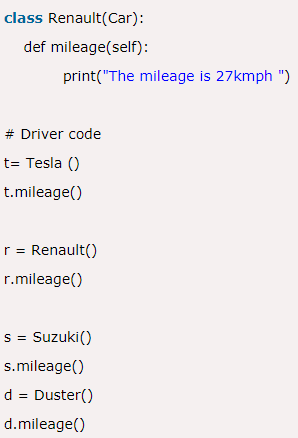 class Renault(Car):
def mileage(self):
print("The mileage is 27kmph ")
# Driver code
t= Tesla ()
t.mileage()
r = Renault()
r.mileage()
s = Suzuki()
s.mileage()
d = Duster()
d.mileage()